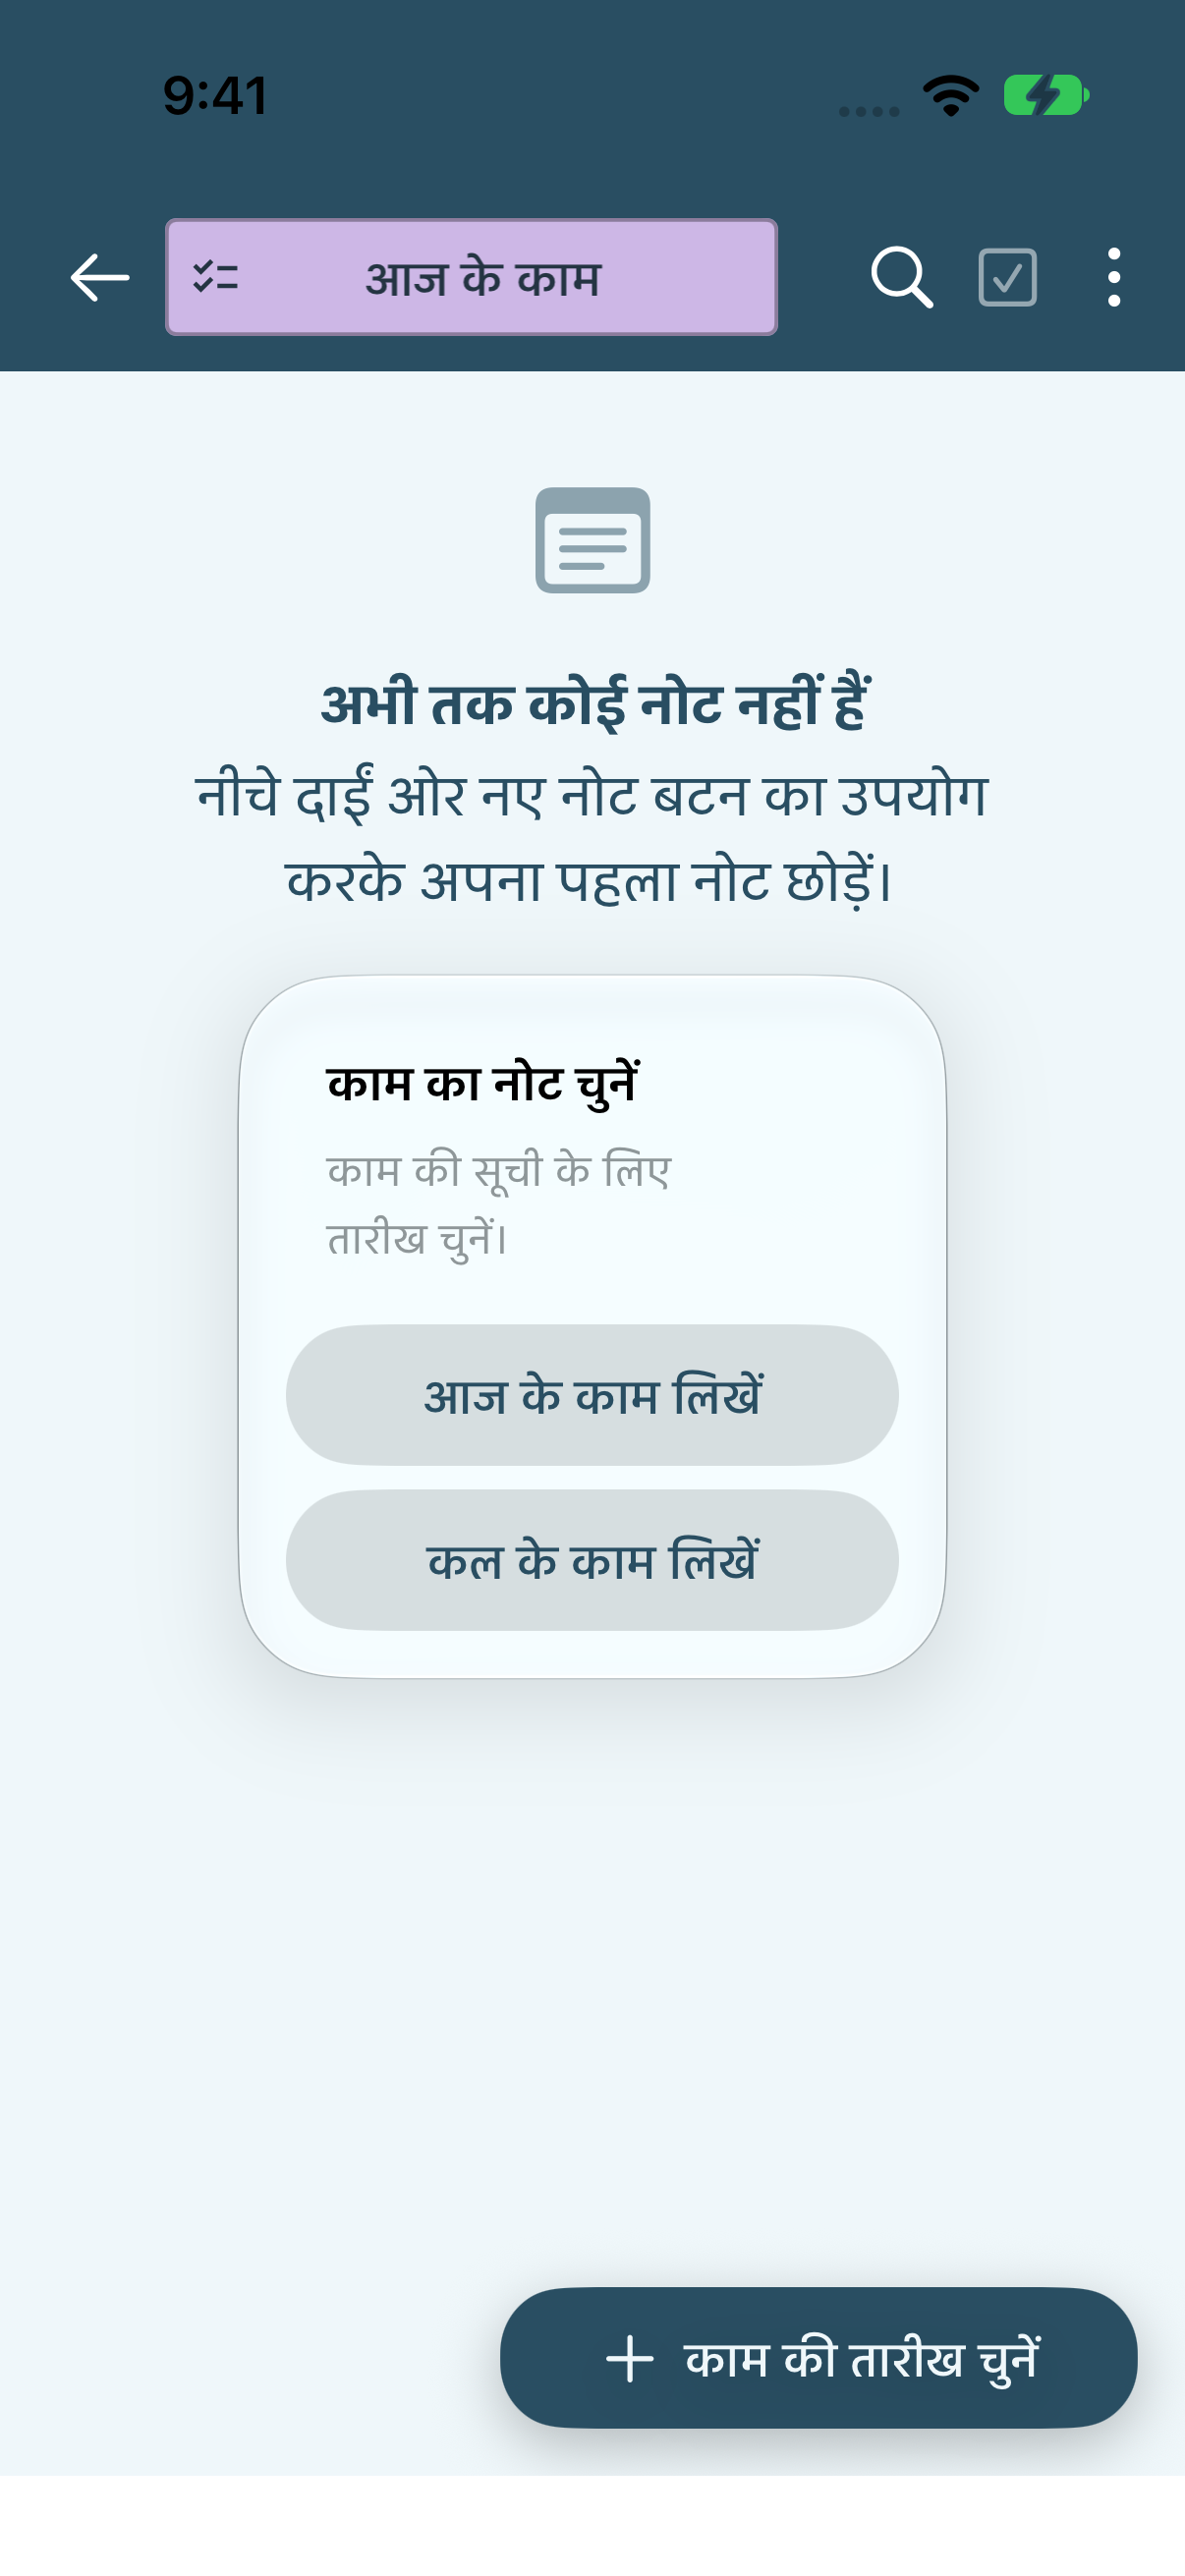 9:41
आज के काम
अभी तक कोई नोट नहीं हैं
नीचे दाईं ओर नए नोट बटन का उपयोग
करके अपना पहला नोट छोड़ें।
काम का नोट चुनें
काम की सूची के लिए
तारीख चुनें।
आज के काम लिखें
कल के काम लिखें
काम की तारीख चुनें